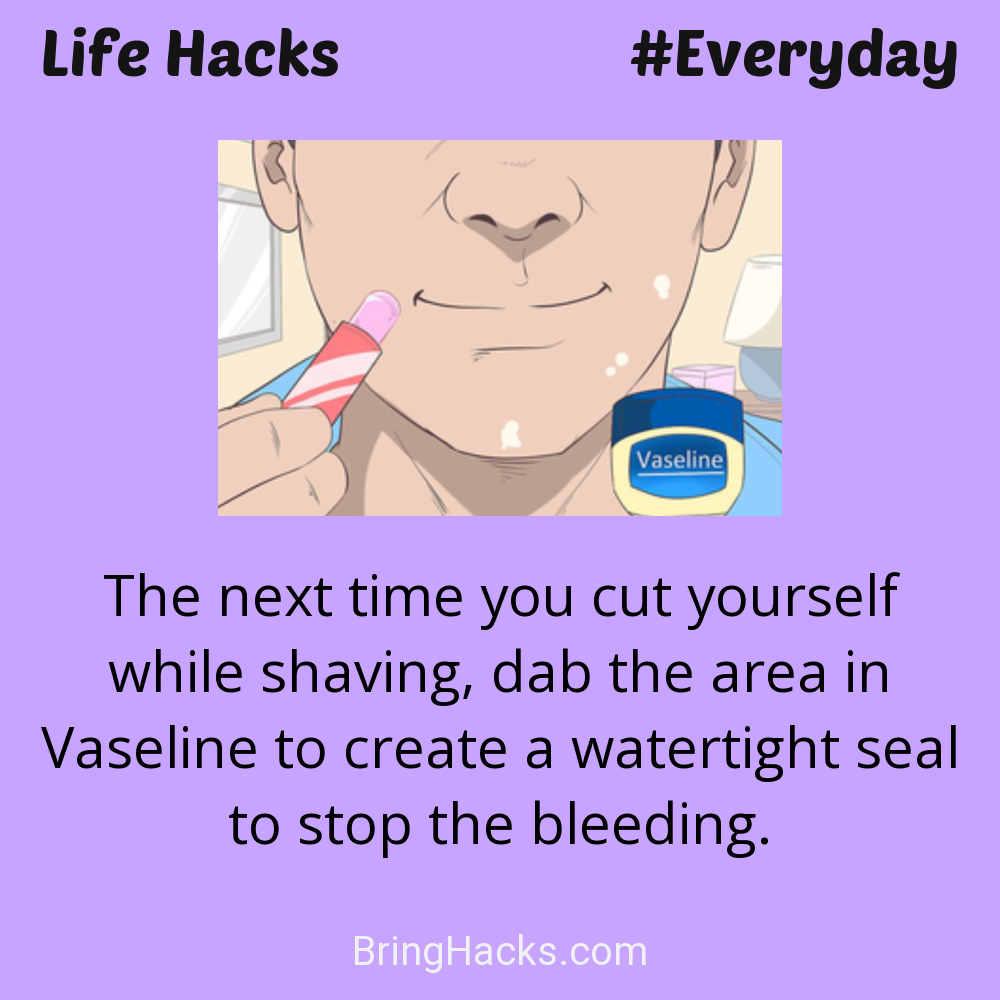 Life Hacks
#Everyday
Vaseline
The next time you cut yourself
while shaving, dab the area in
Vaseline to create a watertight seal
to stop the bleeding.
BringHacks.com